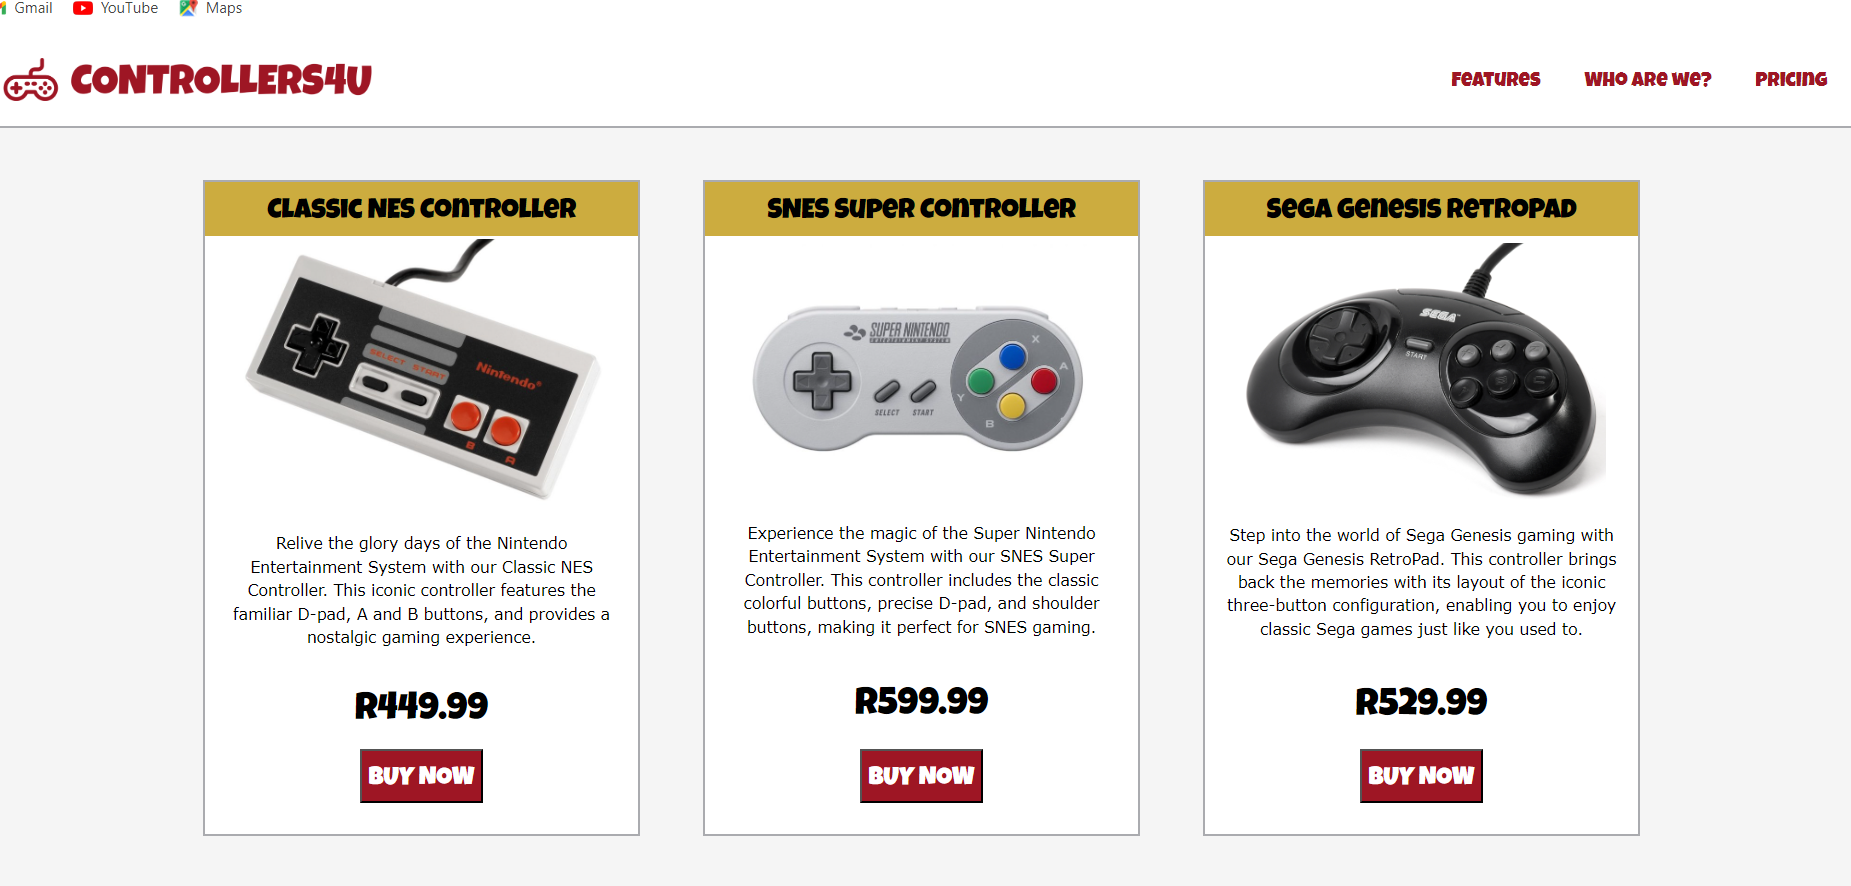 Gmail YouTube Maps
CONTROLLERS4U
Features Who Are We? Pricing
Classic NES Controller
SELECT START
Nintendo®
B A
Relive the glory days of the Nintendo
Entertainment System with our Classic NES
Controller. This iconic controller features the
familiar D-pad, A and B buttons, and provides a
nostalgic gaming experience.
R449.99
BUY NOW
SNES Super Controller
SUPER NINTENDO
ENTERTAINMENT SYSTEM
X
A
Y
B
SELECT START
Experience the magic of the Super Nintendo
Entertainment System with our SNES Super
Controller. This controller includes the classic
colorful buttons, precise D-pad, and shoulder
buttons, making it perfect for SNES gaming.
R599.99
BUY NOW
Sega Genesis RetroPad
SEGA
START
Step into the world of Sega Genesis gaming with
our Sega Genesis RetroPad. This controller brings
back the memories with its layout of the iconic
three-button configuration, enabling you to enjoy
classic Sega games just like you used to.
R529.99
BUY NOW